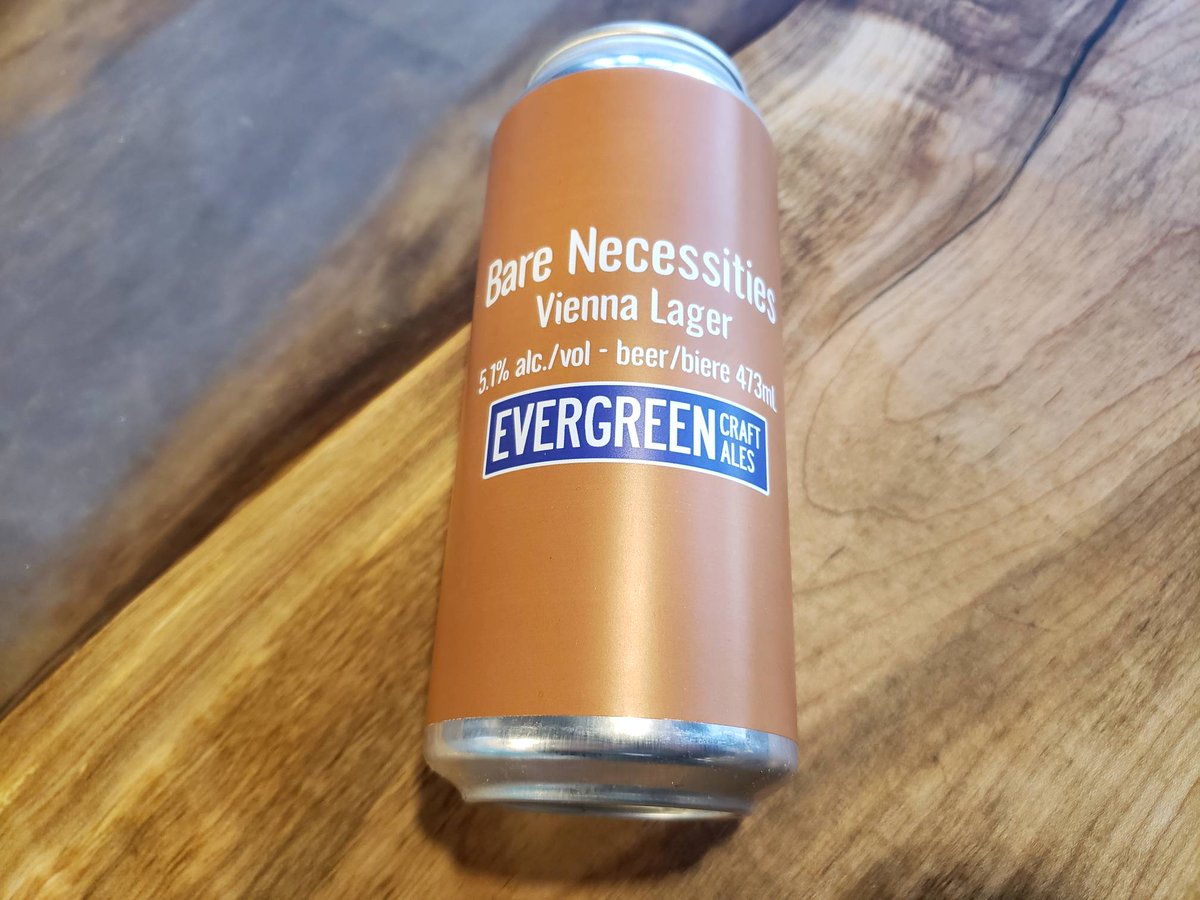 Bare Necessities
Vienna Lager
5.1% alc./vol - beer/biere 473mL
EVERGREEN CRAFT ALES